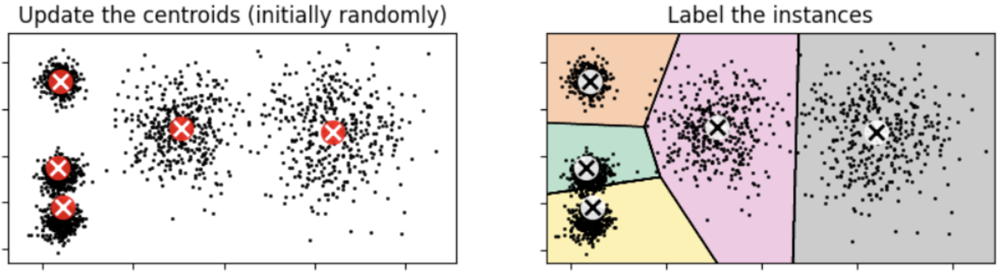 Update the centroids (initially randomly)
Label the instances